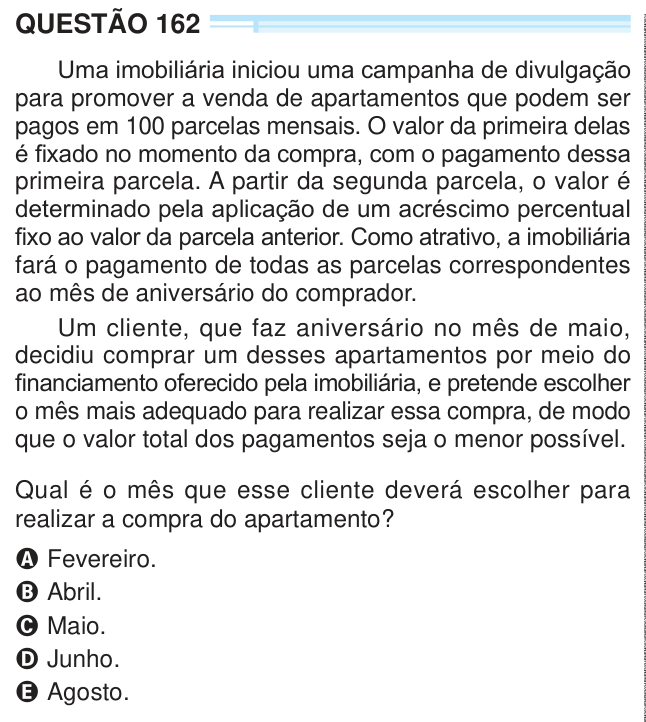 QUESTÃO 162
Uma imobiliária iniciou uma campanha de divulgação
para promover a venda de apartamentos que podem ser
pagos em 100 parcelas mensais. O valor da primeira delas
é fixado no momento da compra, com o pagamento dessa
primeira parcela. A partir da segunda parcela, o valor é
determinado pela aplicação de um acréscimo percentual
fixo ao valor da parcela anterior. Como atrativo, a imobiliária
fará o pagamento de todas as parcelas correspondentes
ao mês de aniversário do comprador.
Um cliente, que faz aniversário no mês de maio,
decidiu comprar um desses apartamentos por meio do
financiamento oferecido pela imobiliária, e pretende escolher
o mês mais adequado para realizar essa compra, de modo
que o valor total dos pagamentos seja o menor possível.
Qual é o mês que esse cliente deverá escolher para
realizar a compra do apartamento?
A Fevereiro.
B Abril.
C Maio.
D Junho.
E Agosto.